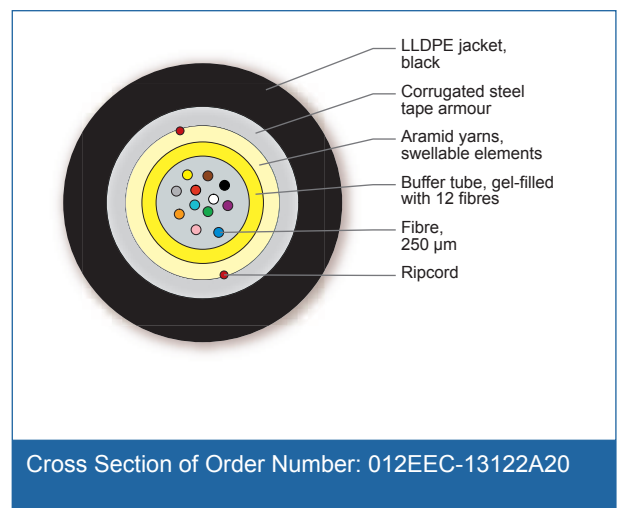 LLDPE jacket,
black
Corrugated steel
tape armour
Aramid yarns,
swellable elements
Buffer tube, gel-filled
with 12 fibres
Fibre,
250 µm
Ripcord
Cross Section of Order Number: 012EEC-13122A20